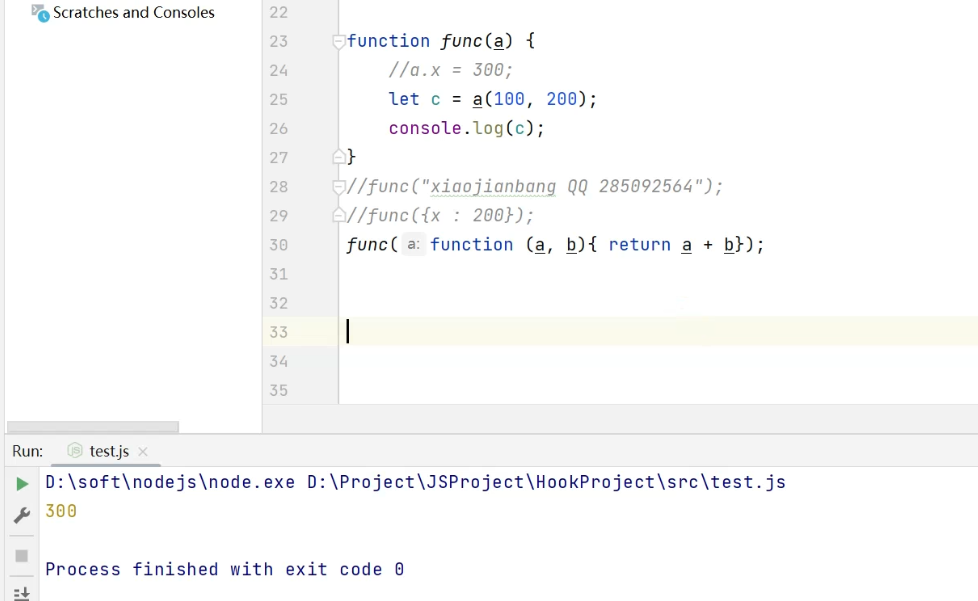 Scratches and Consoles
22
23 function func(a) {
24 //a.x = 300;
25 let c = a(100, 200);
26 console.log(c);
27 }
28 //func("xiaojianbang QQ 285092564");
29 //func({x : 200});
30 func( a: function (a, b){ return a + b});
31
32
33
34
35
Run: test.js
D:\soft\nodejs\node.exe D:\Project\JSProject\HookProject\src\test.js
300
Process finished with exit code 0